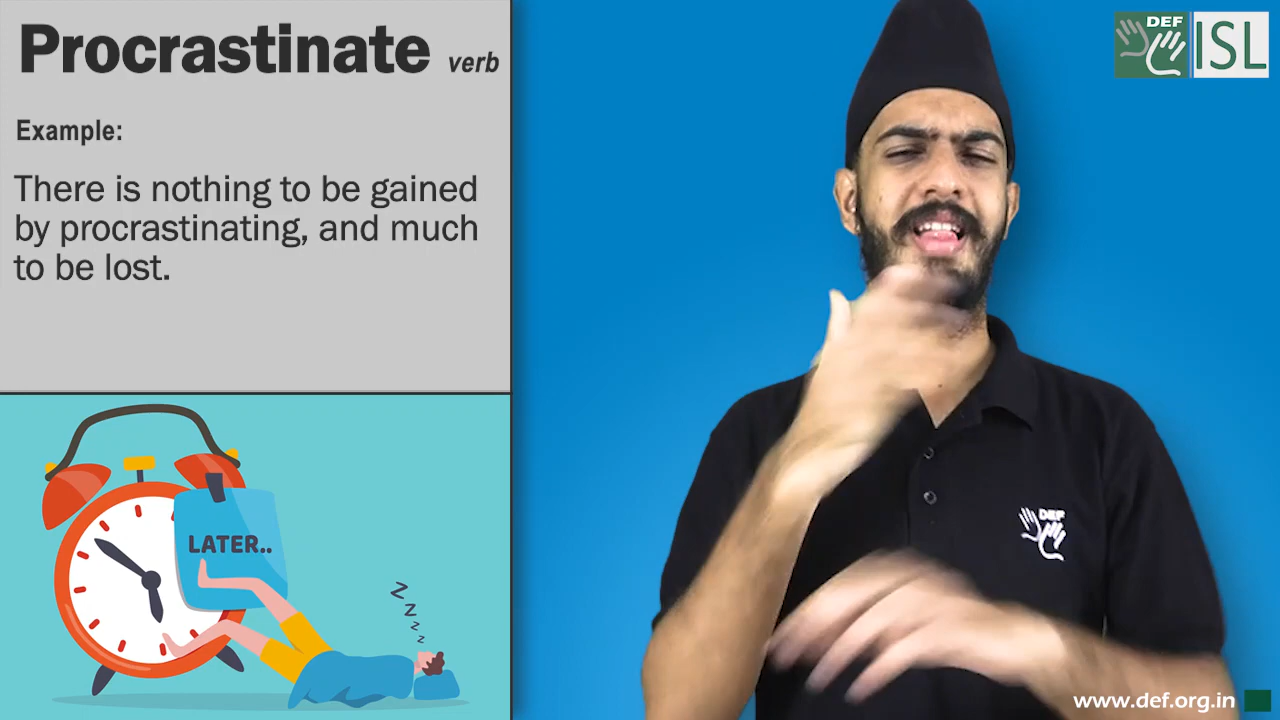 Procrastinate verb
Example:
There is nothing to be gained
by procrastinating, and much
to be lost.
LATER..
z
z
z
z
DEF
ISL
DEF
www.def.org.in